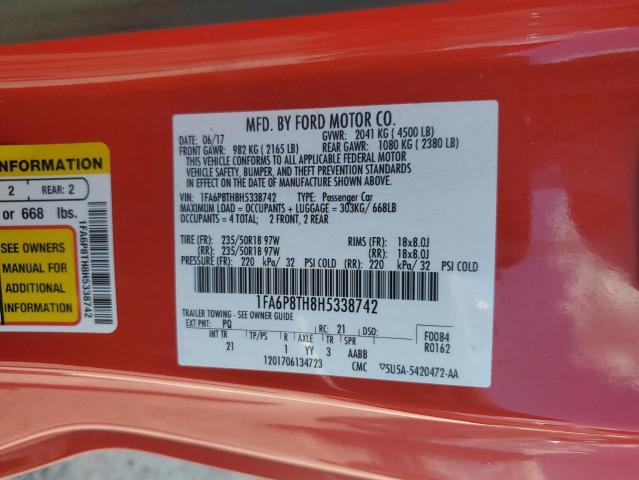 MFD. BY FORD MOTOR CO.
DATE: 06/17 GVWR: 2041 KG ( 4500 LB)
FRONT GAWR: 982 KG ( 2165 LB) REAR GAWR: 1080 KG ( 2380 LB)
THIS VEHICLE CONFORMS TO ALL APPLICABLE FEDERAL MOTOR
VEHICLE SAFETY, BUMPER, AND THEFT PREVENTION STANDARDS
IN EFFECT ON THE DATE OF MANUFACTURE SHOWN ABOVE.
VIN: 1FA6P8TH8H5338742 TYPE: Passenger Car
MAXIMUM LOAD = OCCUPANTS + LUGGAGE = 303KG/ 668LB
OCCUPANTS = 4 TOTAL; 2 FRONT, 2 REAR
TIRE (FR): 235/50R18 97W RIMS (FR): 18x8.0J
(RR): 235/50R18 97W (RR): 18x8.0J
PRESSURE (FR): 220 kPa/ 32 PSI COLD (RR): 220 kPa/ 32 PSI COLD
1FA6P8TH8H5338742
TRAILER TOWING - SEE OWNER GUIDE
EXT PNT: PQ RC: 21 DSO: F0084
INT TR TP/PS R AXLE TR SPR R0162
21 1 YY 3 AABB
1201706134723 CMC 5U5A-5420472-AA
INFORMATION
2 REAR: 2
or 668 lbs.
SEE OWNERS
MANUAL FOR
ADDITIONAL
INFORMATION
1FA6P8TH8H5338742